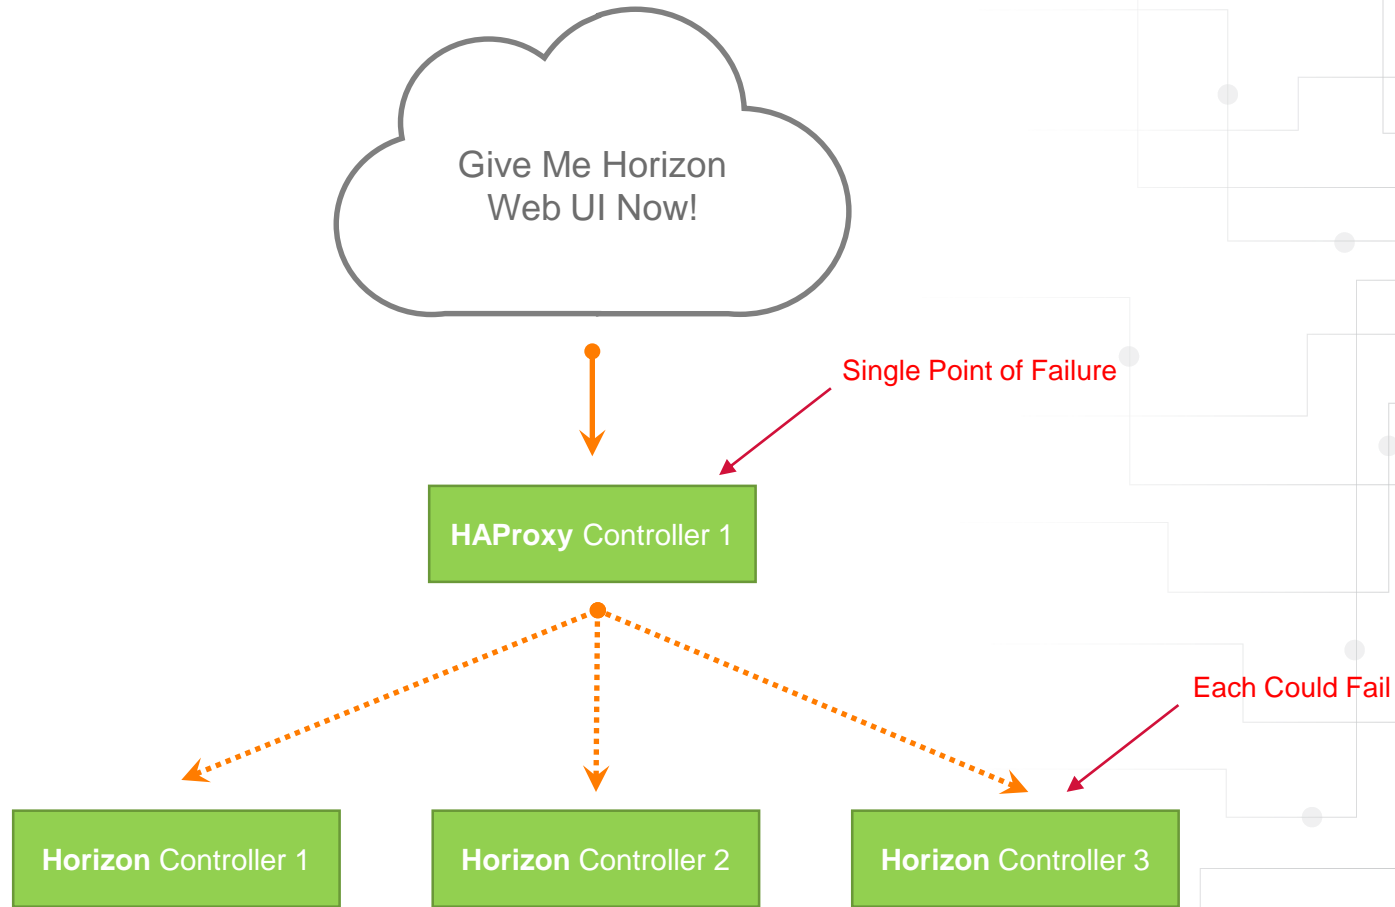 Give Me Horizon
Web UI Now!
Single Point of Failure
HAProxy Controller 1
Each Could Fail
Horizon Controller 1
Horizon Controller 2
Horizon Controller 3